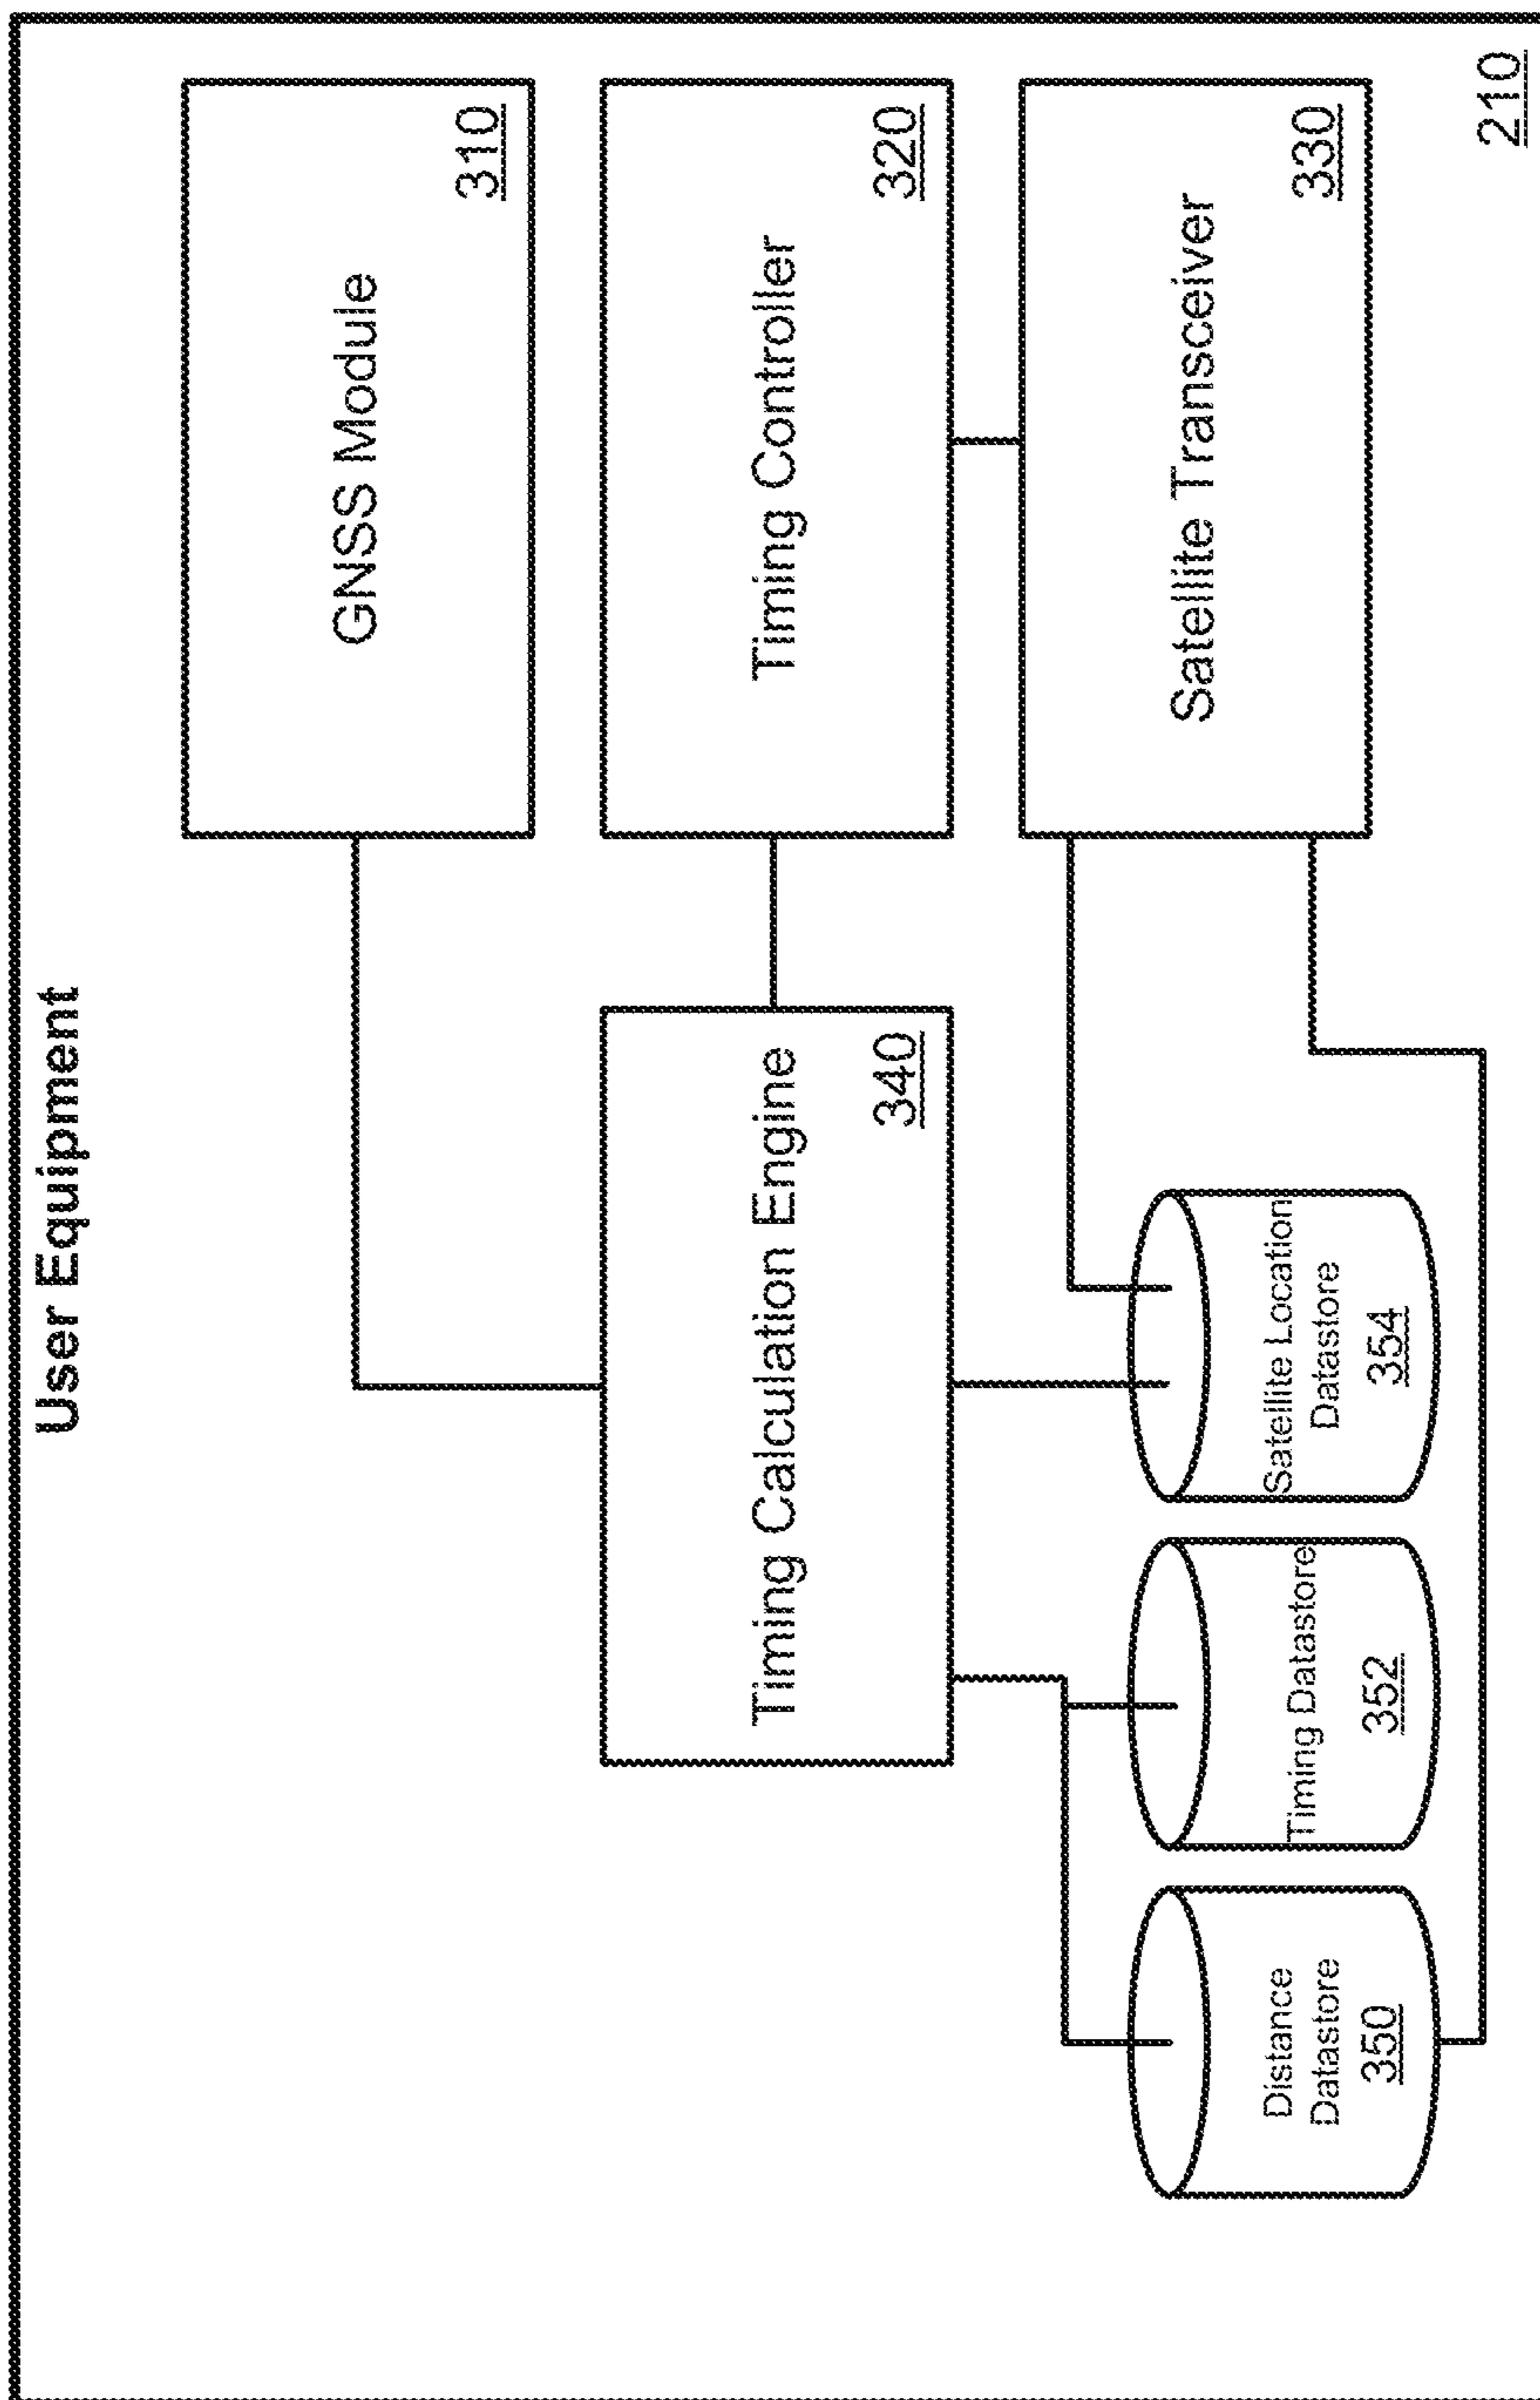 User Equipment
GNSS Module
310
Timing Calculation Engine
340
Timing Controller
320
Distance
Datastore
350
Timing Datastore
352
Satellite Location
Datastore
354
Satellite Transceiver
330
210